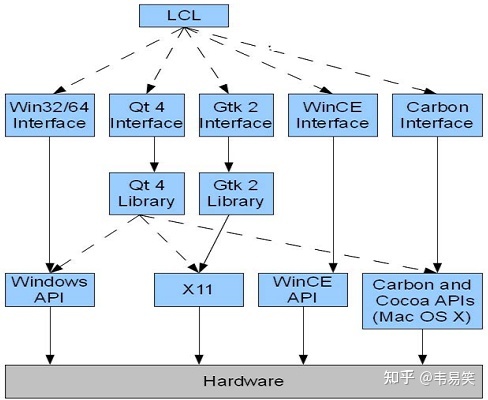 LCL
Win32/64
Interface
Qt 4
Interface
Gtk 2
Interface
WinCE
Interface
Carbon
Interface
Qt 4
Library
Gtk 2
Library
Windows
API
X11
WinCE
API
Carbon and
Cocoa APIs
(Mac OS X)
Hardware
知乎 @韦易笑